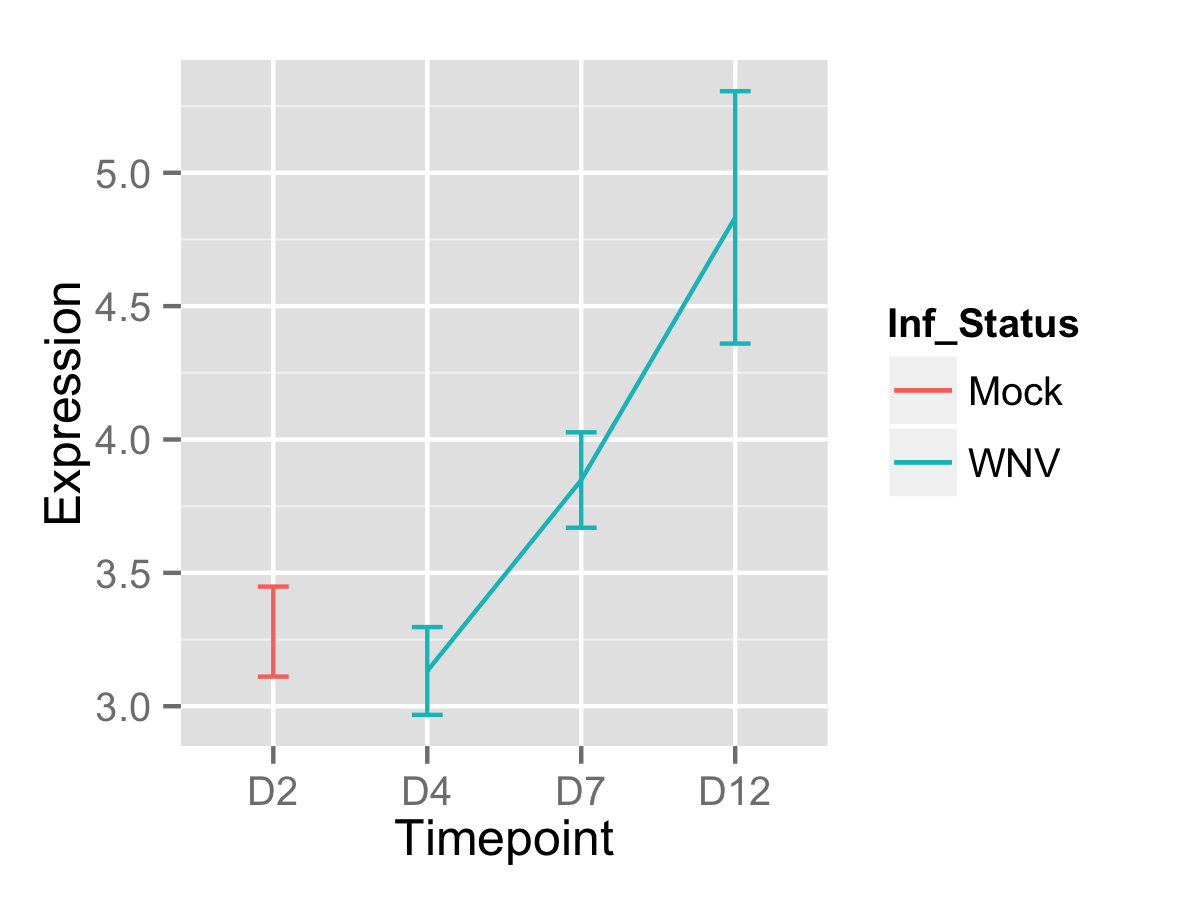 Expression
5.0
4.5
4.0
3.5
3.0
D2 D4 D7 D12
Timepoint
Inf_Status
Mock
WNV